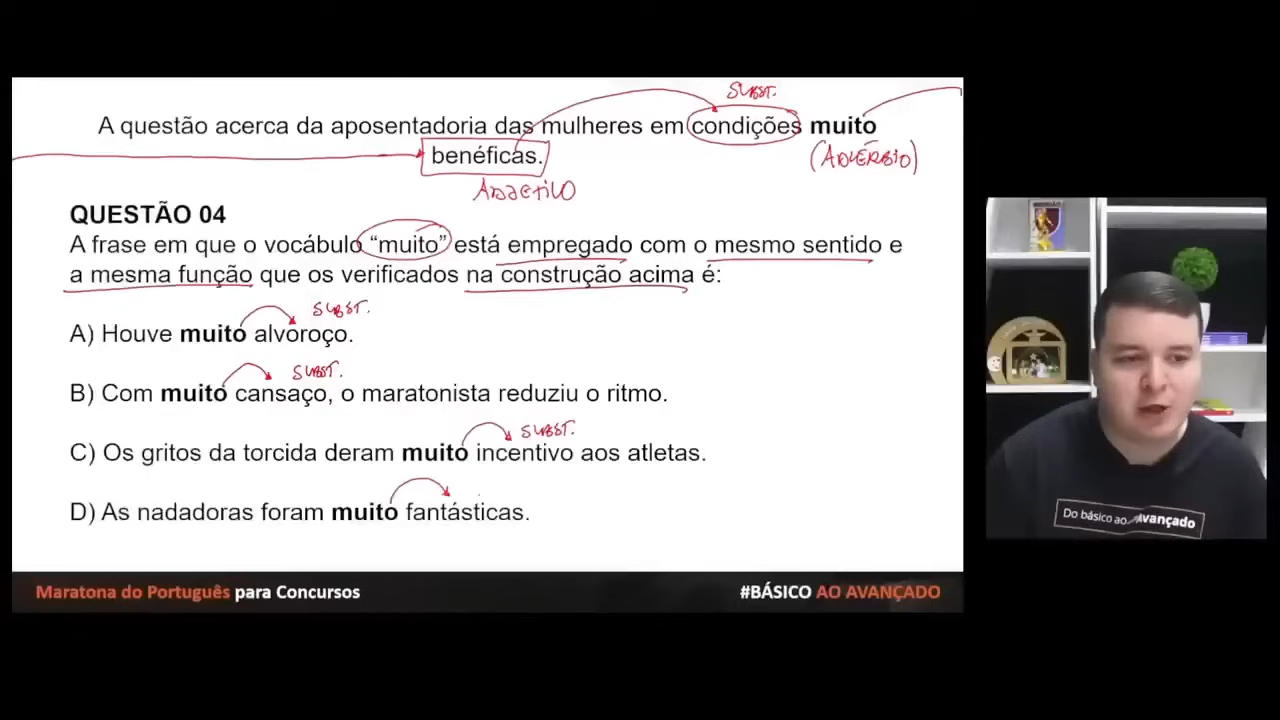 SUBST.
A questão acerca da aposentadoria das mulheres em condições muito
benéficas. (ADVÉRBIO)
ADJETIVO
QUESTÃO 04
A frase em que o vocábulo “muito” está empregado com o mesmo sentido e
a mesma função que os verificados na construção acima é:
SUBST.
A) Houve muito alvoroço.
SUBST.
B) Com muito cansaço, o maratonista reduziu o ritmo.
SUBST.
C) Os gritos da torcida deram muito incentivo aos atletas.
D) As nadadoras foram muito fantásticas.
Maratona do Português para Concursos
#BÁSICO AO AVANÇADO
Do básico ao Avançado